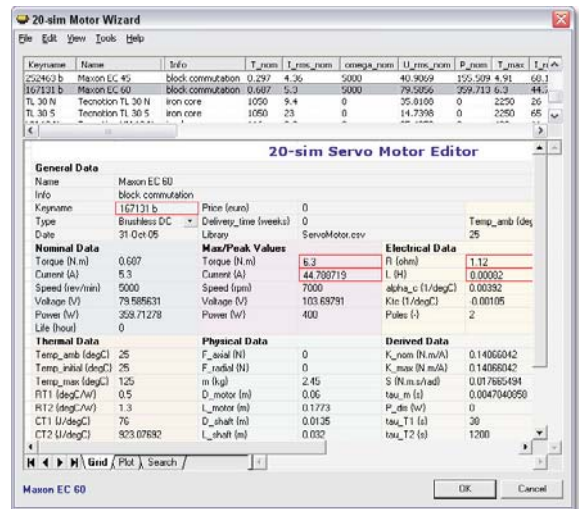 20-sim Motor Wizard
File Edit View Tools Help
Keyname Name Info T_nom I_rms_nom omega_nom U_rms_nom P_nom T_max
252463 b Maxon EC 45 block commutation 0.297 4.36 5000 40.9069 155.509 4.91 68.1
167131 b Maxon EC 60 block commutation 0.687 5.3 5000 79.5856 359.713 6.3 44.7
TL 30 N Tecnotion TL 30 N iron core 1050 9.4 0 35.8188 0 2250 26
TL 30 S Tecnotion TL 30 S iron core 1050 23 0 14.7398 0 2250 65
20-sim Servo Motor Editor
General Data
Name Maxon EC 60
Info block commutation
Keyname 167131 b Price (euro) 0
Type Brushless DC Delivery_time (weeks) 0 Temp_amb (deg
Date 31-Oct-05 Library ServoMotor.csv 25
Nominal Data Max/Peak Values Electrical Data
Torque (N.m) 0.687 Torque (N.m) 6.3 R (ohm) 1.12
Current (A) 5.3 Current (A) 44.788719 L (H) 0.00082
Speed (rev/min) 5000 Speed (rpm) 7000 alpha_c (1/degC) 0.00392
Voltage (V) 79.585631 Voltage (V) 103.69791 Ktc (1/degC) -0.00105
Power (W) 359.71278 Power (W) 400 Poles (-) 2
Life (hour) 0
Thermal Data Physical Data Derived Data
Temp_amb (degC) 25 F_axial (N) 0 K_nom (N.m/A) 0.14066042
Temp_initial (degC) 25 F_radial (N) 0 K_max (N.m/A) 0.14066042
Temp_max (degC) 125 m (kg) 2.45 S (N.m.s/rad) 0.017665494
RT1 (degC/W) 0.5 D_motor (m) 0.06 tau_m (s) 0.0047040858
RT2 (degC/W) 1.3 L_motor (m) 0.1773 P_dis (W) 0
CT1 (J/degC) 76 D_shaft (m) 0.0135 tau_T1 (s) 38
CT2 (J/degC) 923.07692 L_shaft (m) 0.032 tau_T2 (s) 1200
Grid Plot Search
Maxon EC 60 OK Cancel